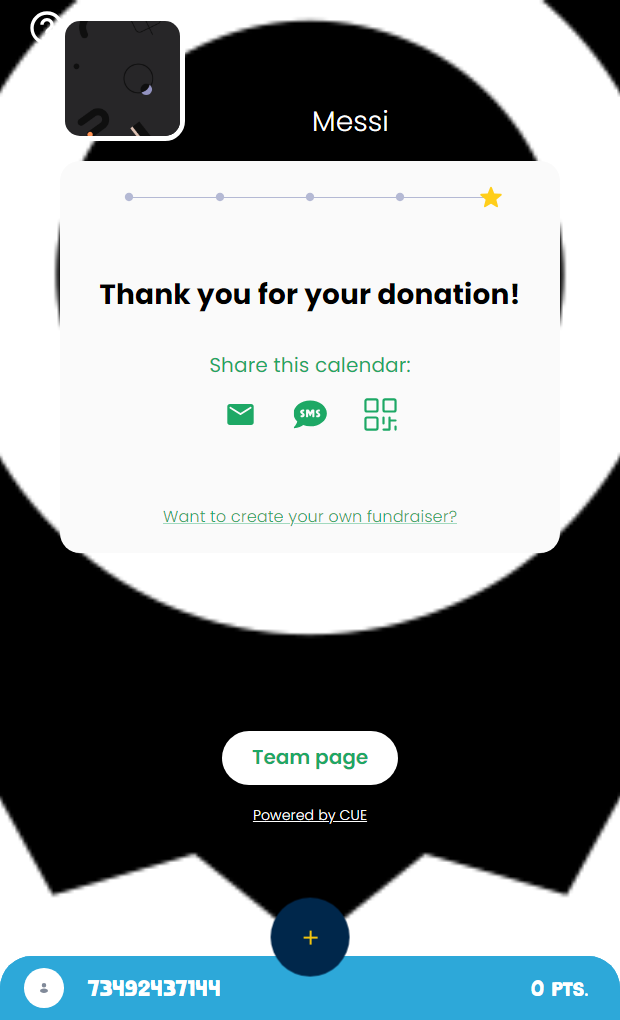 Messi
Thank you for your donation!
Share this calendar:
SMS
Want to create your own fundraiser?
Team page
Powered by CUE
+
73492437144
0 PTS.